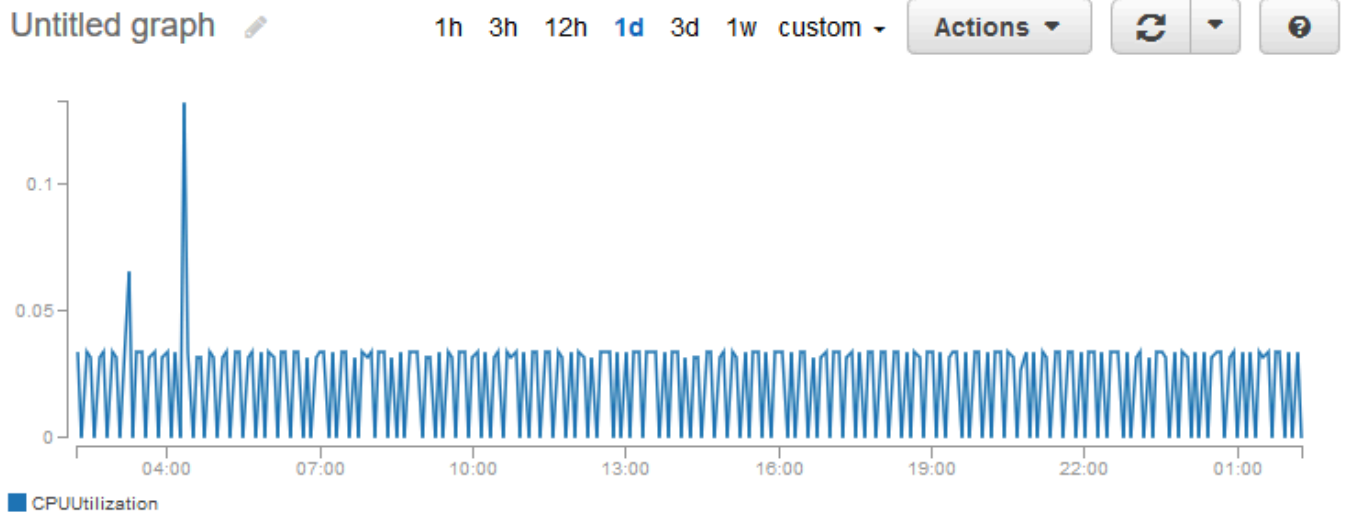 Untitled graph 1h 3h 12h 1d 3d 1w custom Actions ?
0.1
0.05
0
04:00 07:00 10:00 13:00 16:00 19:00 22:00 01:00
CPUUtilization